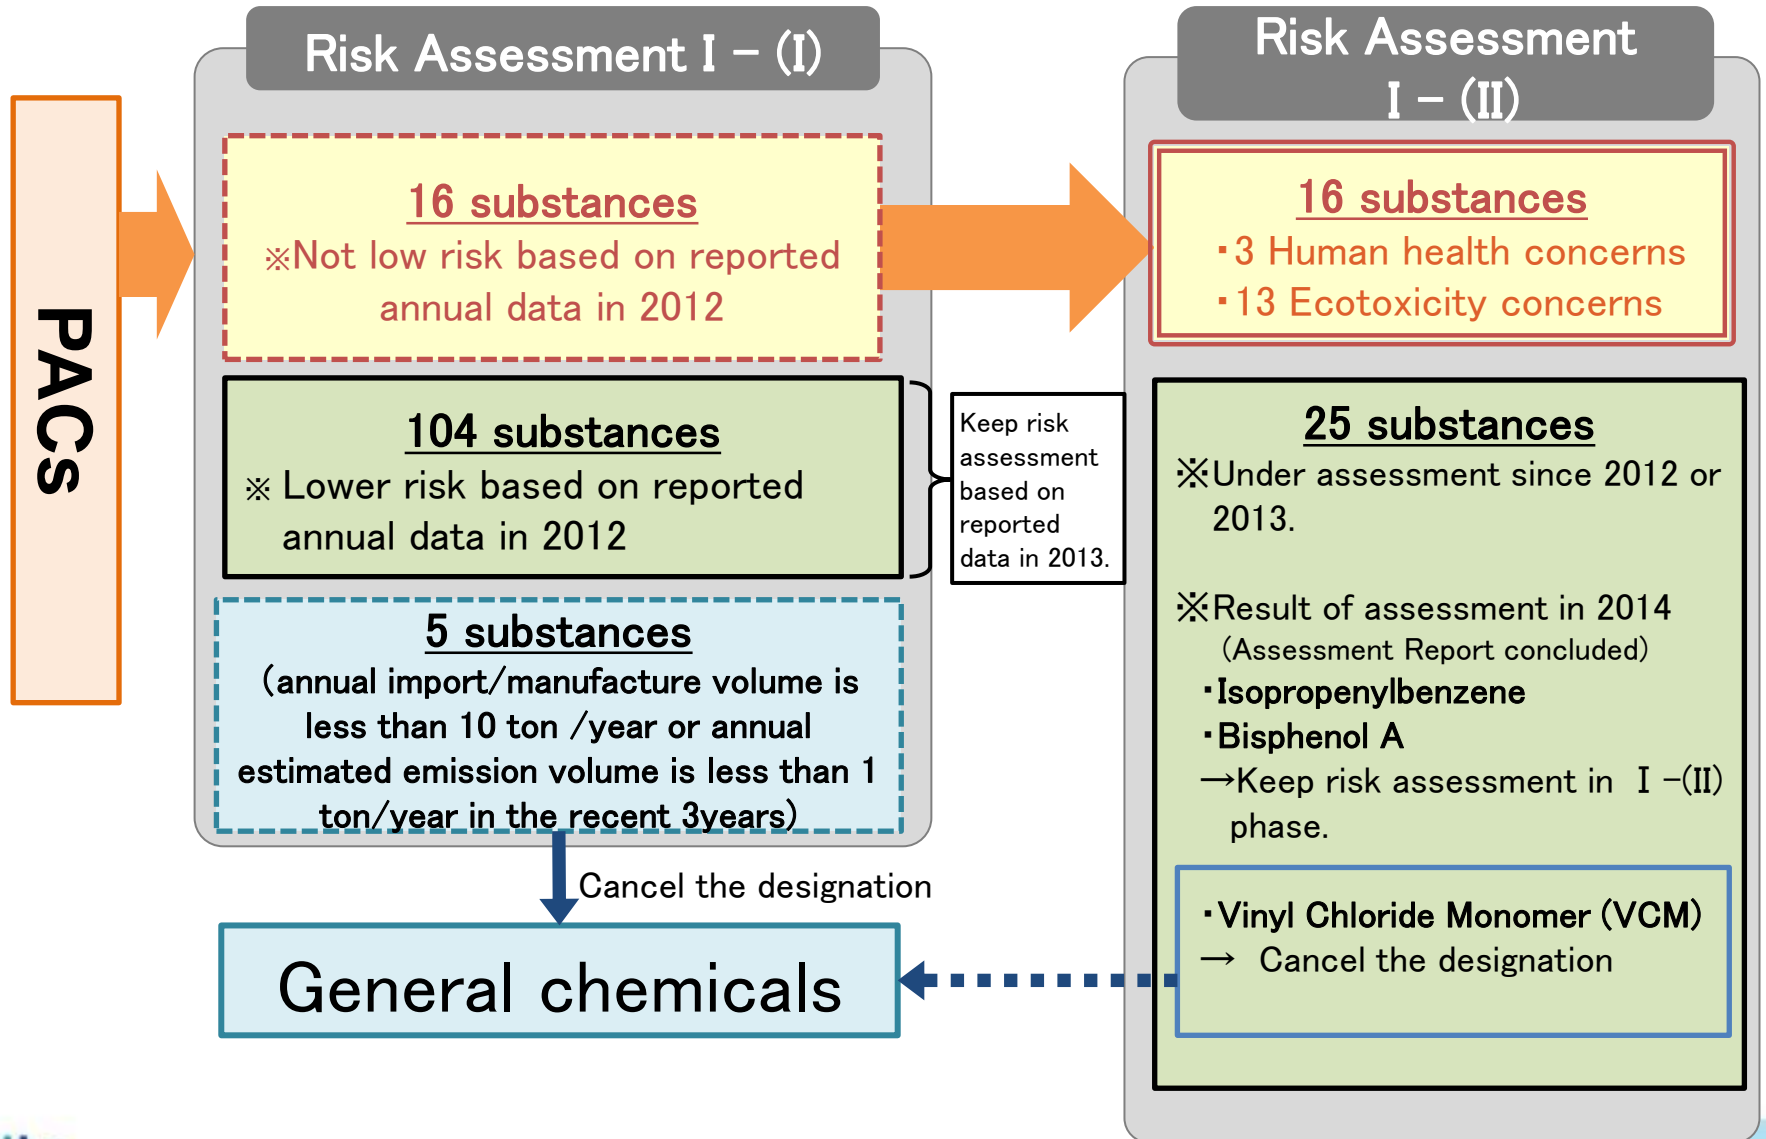 PACs
Risk Assessment Ⅰ - (I)
16 substances
※Not low risk based on reported
annual data in 2012
104 substances
※ Lower risk based on reported
annual data in 2012
Keep risk
assessment
based on
reported
data in 2013.
5 substances
(annual import/manufacture volume is
less than 10 ton /year or annual
estimated emission volume is less than 1
ton/year in the recent 3years)
Cancel the designation
General chemicals
Risk Assessment
Ⅰ - (II)
16 substances
・3 Human health concerns
・13 Ecotoxicity concerns
25 substances
※Under assessment since 2012 or
2013.
※Result of assessment in 2014
(Assessment Report concluded)
・Isopropenylbenzene
・Bisphenol A
→Keep risk assessment in Ⅰ-(II)
phase.
・Vinyl Chloride Monomer (VCM)
→ Cancel the designation